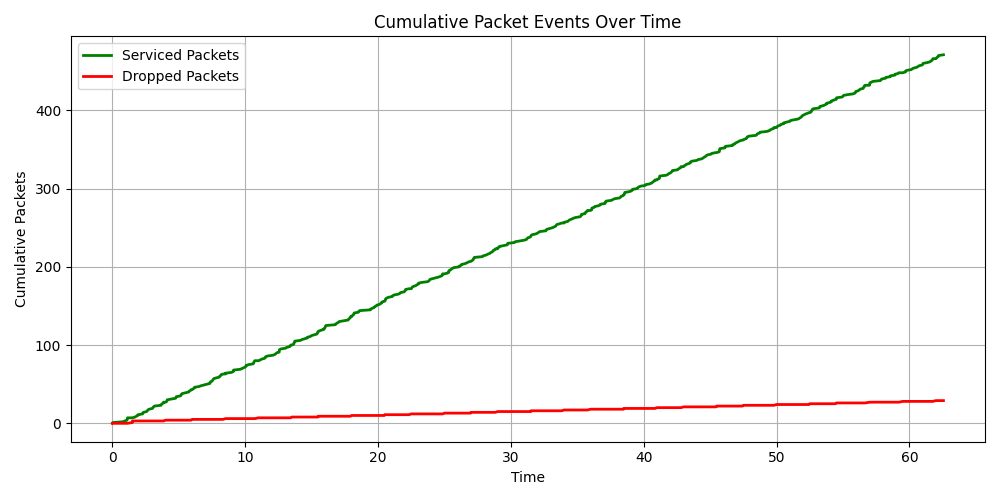 Cumulative Packet Events Over Time
Serviced Packets
Dropped Packets
Cumulative Packets
400
300
200
100
0
0 10 20 30 40 50 60
Time